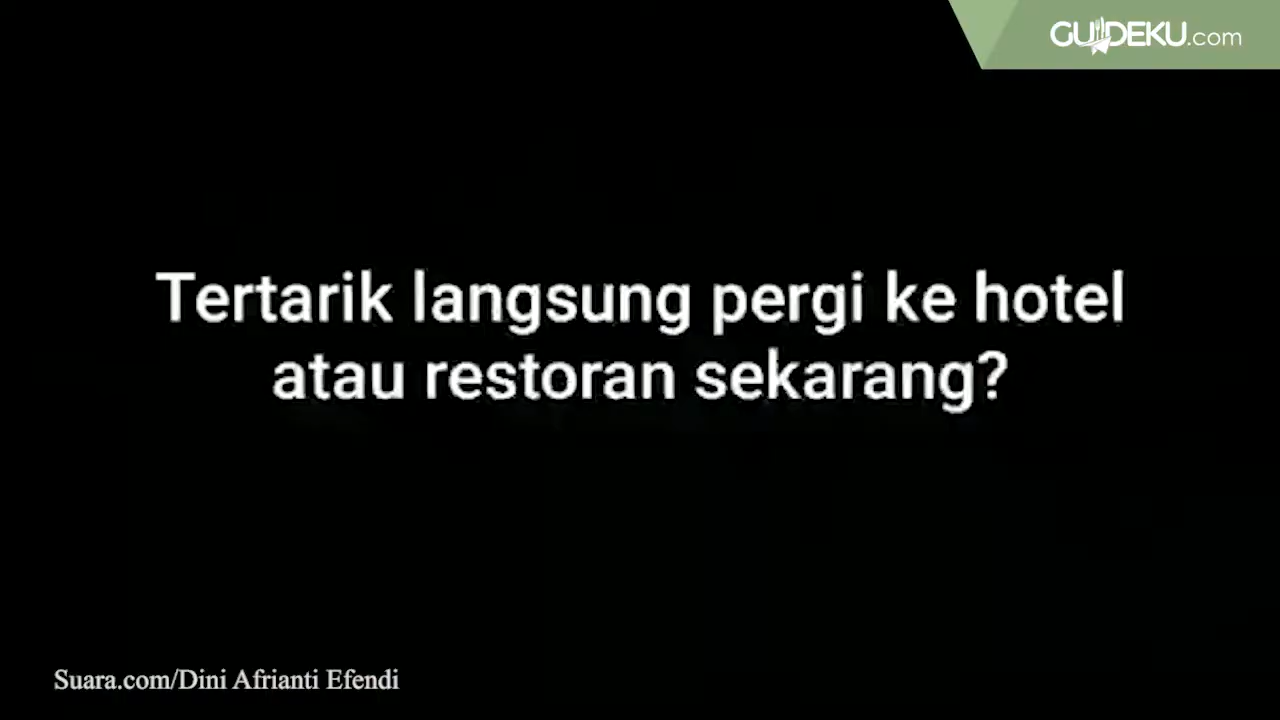 GUIDEKU.com
Tertarik langsung pergi ke hotel
atau restoran sekarang?
Suara.com/Dini Afrianti Efendi